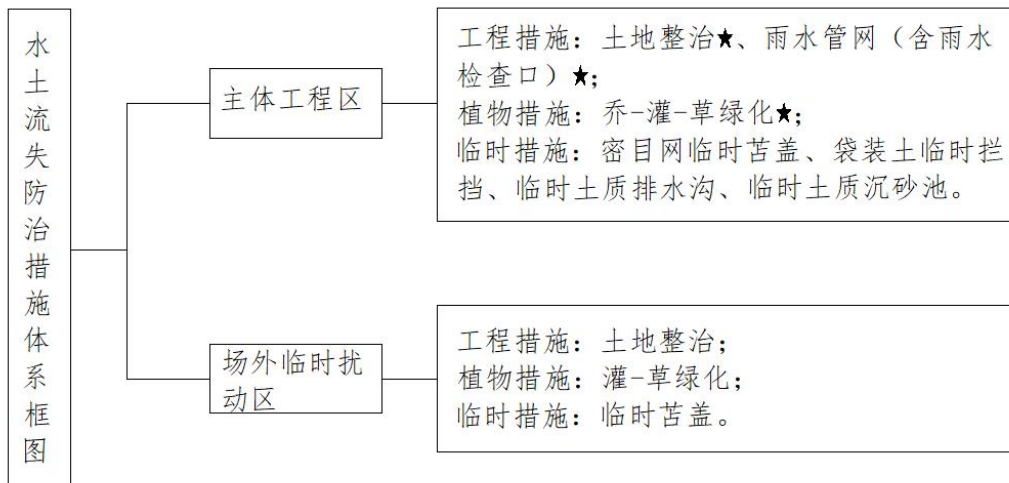 水土流失防治措施体系框图
主体工程区
工程措施：土地整治★、雨水管网（含雨水
检查口）★；
植物措施：乔-灌-草绿化★；
临时措施：密目网临时苫盖、袋装土临时拦
挡、临时土质排水沟、临时土质沉砂池。
场外临时扰
动区
工程措施：土地整治；
植物措施：灌-草绿化；
临时措施：临时苫盖。